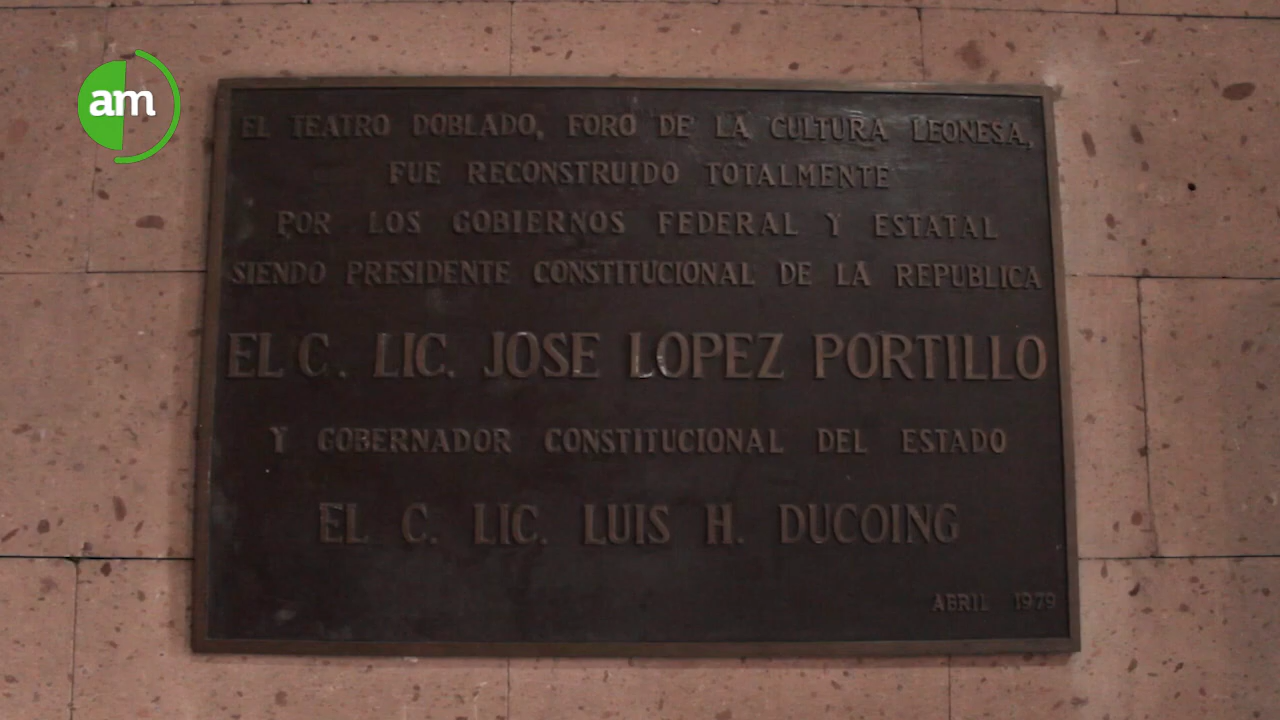 am
EL TEATRO DOBLADO, FORO DE LA CULTURA LEONESA,
FUE RECONSTRUIDO TOTALMENTE
POR LOS GOBIERNOS FEDERAL Y ESTATAL
SIENDO PRESIDENTE CONSTITUCIONAL DE LA REPUBLICA
EL C. LIC. JOSE LOPEZ PORTILLO
Y GOBERNADOR CONSTITUCIONAL DEL ESTADO
EL C. LIC. LUIS H. DUCOING
ABRIL 1979